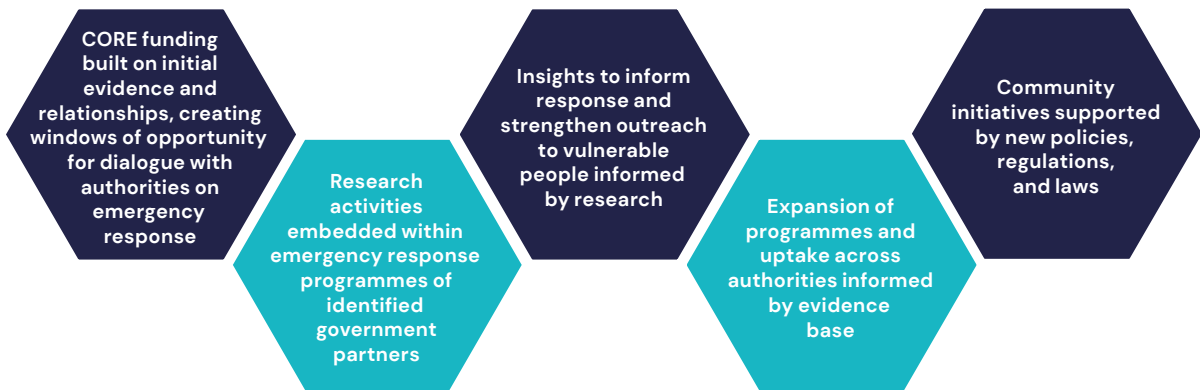 CORE funding
built on initial
evidence and
relationships, creating
windows of opportunity
for dialogue with
authorities on
emergency
response
Research
activities
embedded within
emergency response
programmes of
identified
government
partners
Insights to inform
response and
strengthen outreach
to vulnerable
people informed
by research
Expansion of
programmes and
uptake across
authorities informed
by evidence
base
Community
initiatives supported
by new policies,
regulations,
and laws